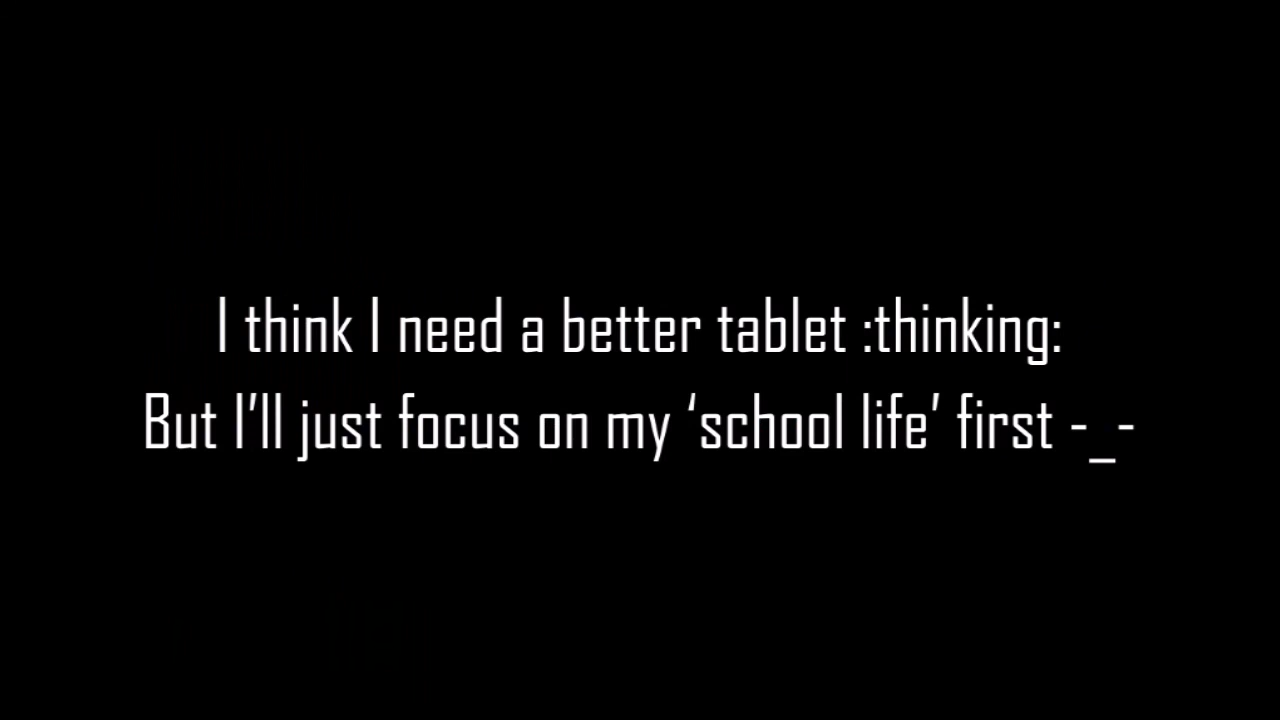 I think I need a better tablet :thinking:
But I’ll just focus on my ‘school life’ first -_-